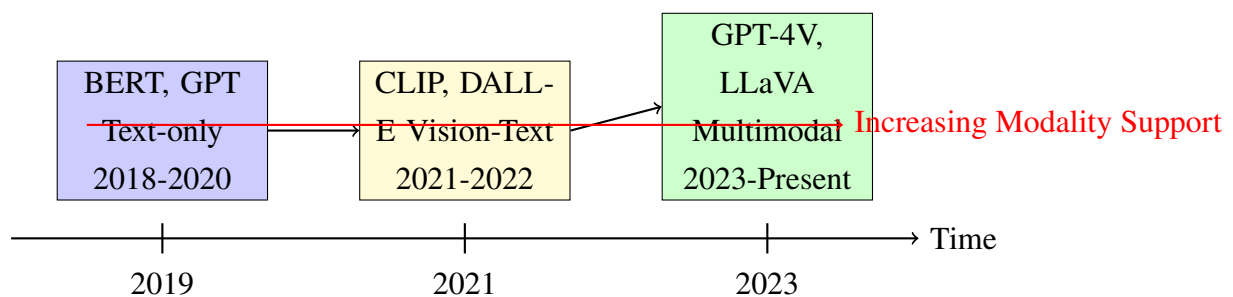 BERT, GPT
Text-only
2018-2020
CLIP, DALL-
E Vision-Text
2021-2022
GPT-4V,
LLaVA
Multimodal
2023-Present
Increasing Modality Support
Time
2019
2021
2023